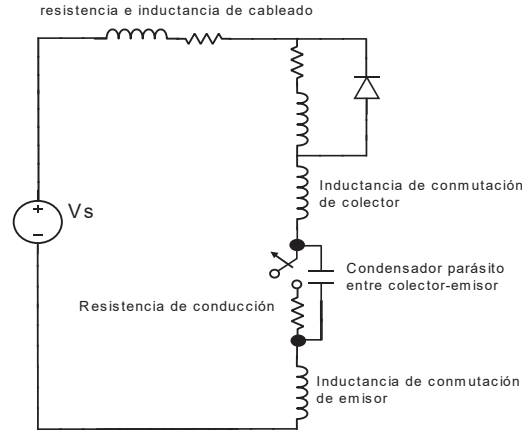 resistencia e inductancia de cableado
Inductancia de conmutación
de colector
+
Vs
−
Condensador parásito
entre colector-emisor
Resistencia de conducción
Inductancia de conmutación
de emisor